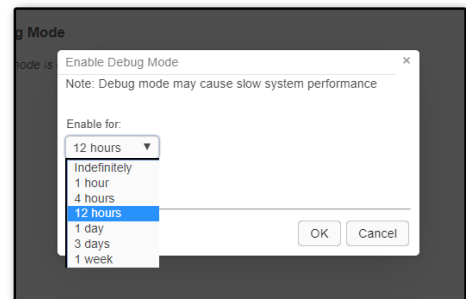 g Mode
mode is
Enable Debug Mode ×
Note: Debug mode may cause slow system performance
Enable for:
12 hours ▼
Indefinitely
1 hour
4 hours
12 hours
1 day
3 days
1 week
OK Cancel